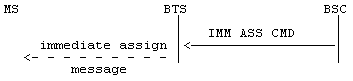 MS BTS BSC
IMM ASS CMD
immediate assign
message